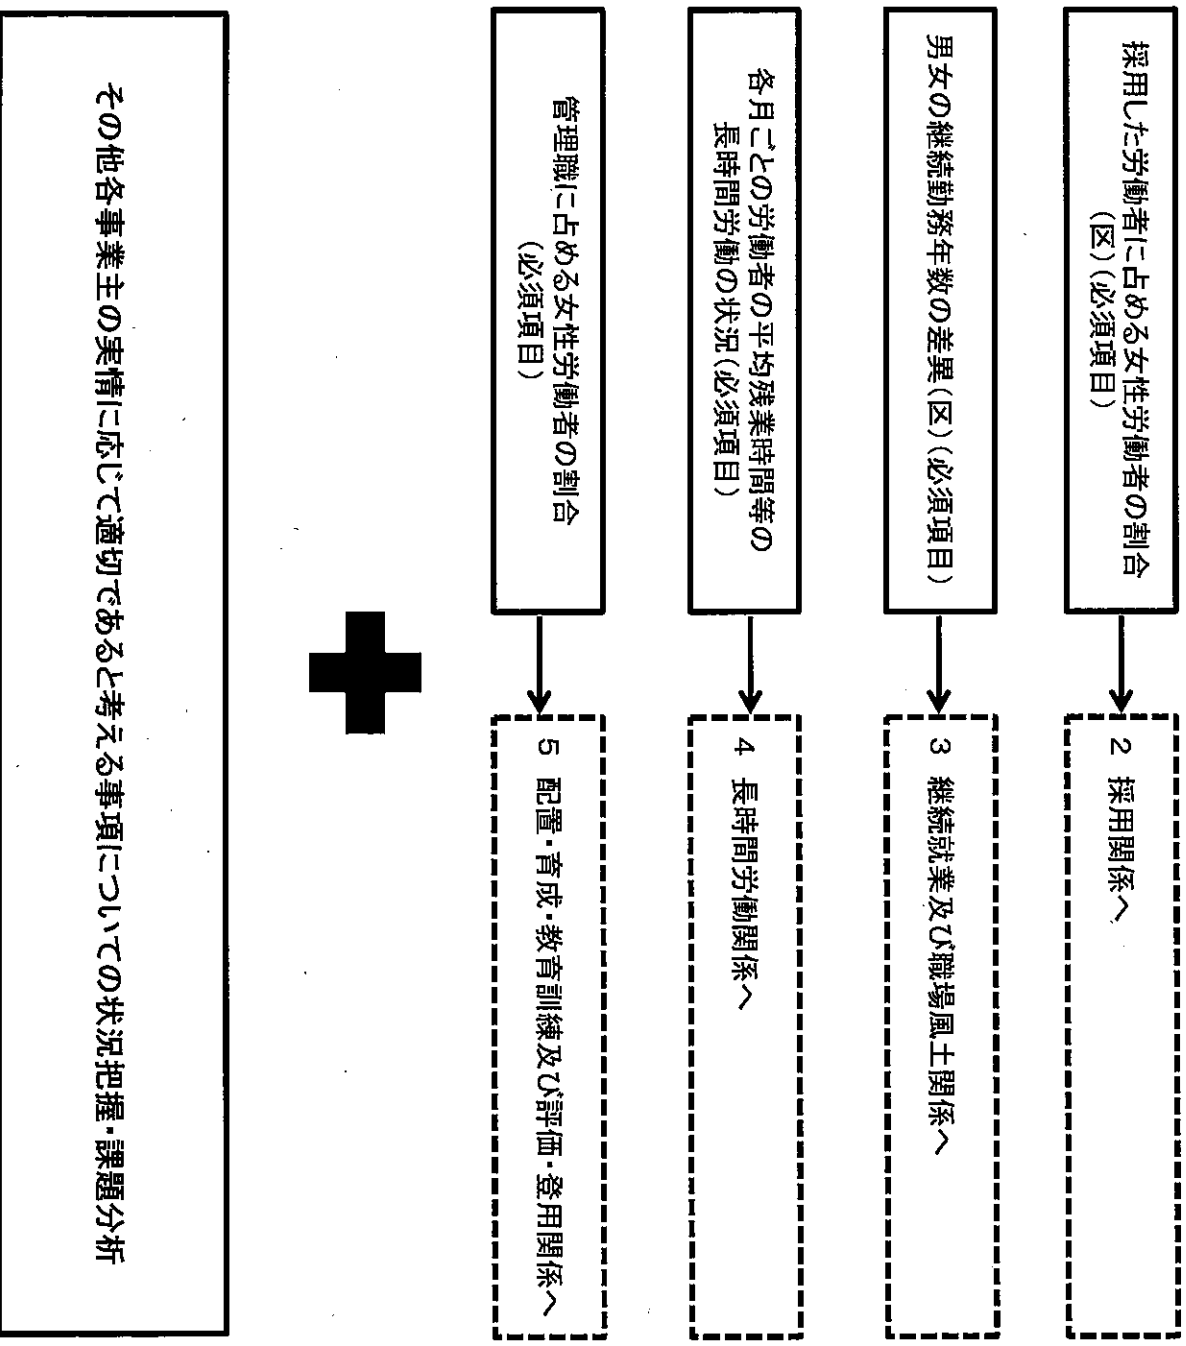 採用した労働者に占める女性労働者の割合
(区)(必須項目)
2 採用関係へ
男女の継続勤務年数の差異(区)(必須項目)
3 継続就業及び職場風土関係へ
各月ごとの労働者の平均残業時間等の
長時間労働の状況(必須項目)
4 長時間労働関係へ
管理職に占める女性労働者の割合
(必須項目)
5 配置・育成・教育訓練及び評価・登用関係へ
その他各事業主の実情に応じて適切であると考える事項についての状況把握・課題分析